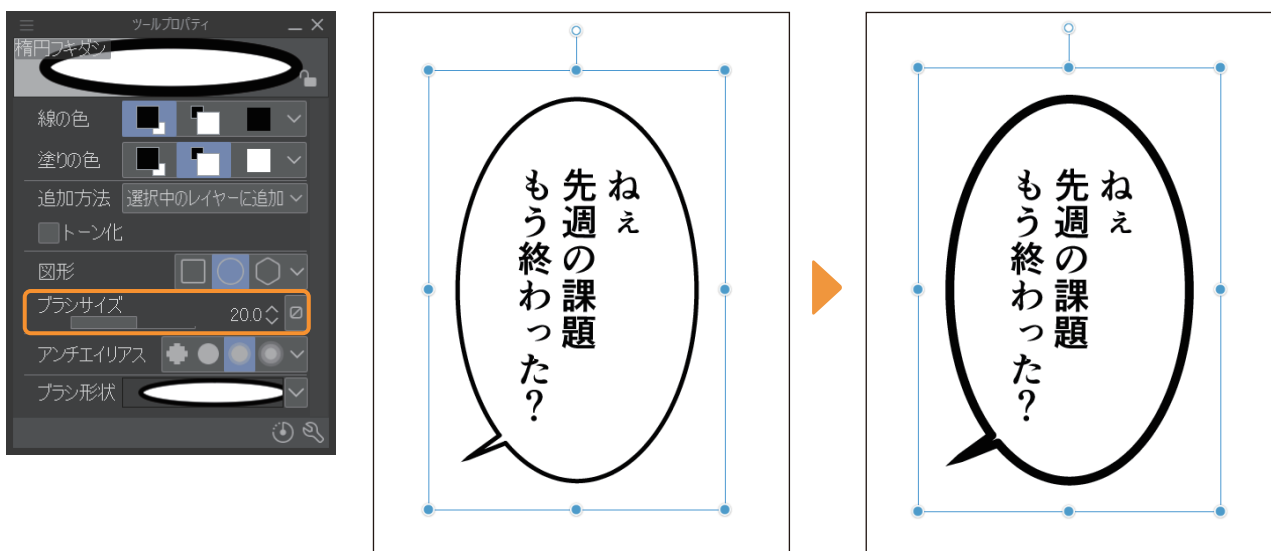 ツールプロパティ
楕円フキダシ
線の色
塗りの色
追加方法 選択中のレイヤーに追加
トーン化
図形
ブラシサイズ 20.0
アンチエイリアス
ブラシ形状
ねぇ
先週の課題
もう終わった?
ねぇ
先週の課題
もう終わった?